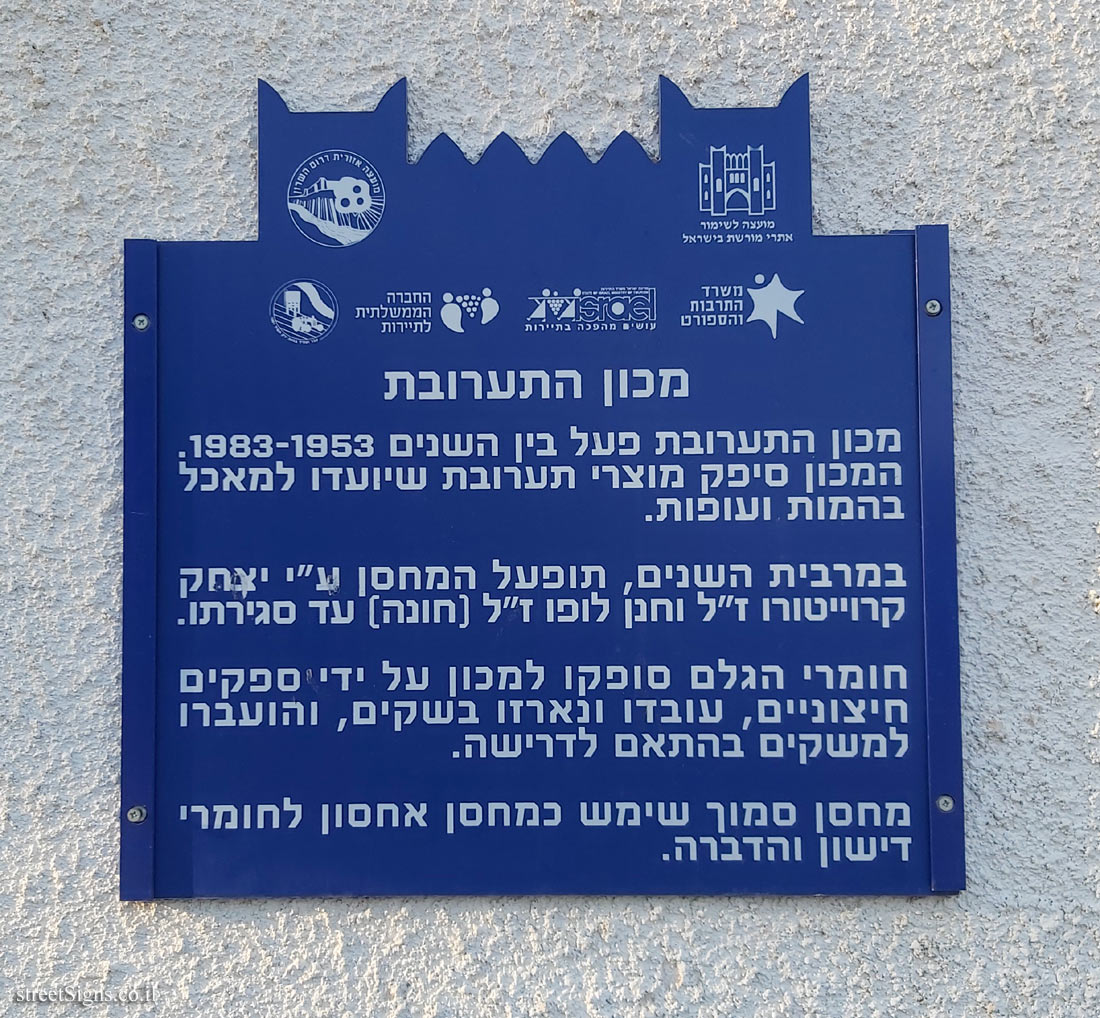 מועצה אזורית דרום השרון
מועצה לשימור
אתרי מורשת בישראל
משרד
התרבות
והספורט
israel
עושים מהפכה בתיירות
החברה
הממשלתית
לתיירות
מכון התערובת
מכון התערובת פעל בין השנים 1983-1953.
המכון סיפק מוצרי תערובת שיועדו למאכל
בהמות ועופות.
במרבית השנים, תופעל המחסן ע"י יצחק
קרוייטורו ז"ל וחנן לופו ז"ל (חונה) עד סגירתו.
חומרי הגלם סופקו למכון על ידי ספקים
חיצוניים, עובדו ונארזו בשקים, והועברו
למשקים בהתאם לדרישה.
מחסן סמוך שימש כמחסן אחסון לחומרי
דישון והדברה.
streetSigns.co.il